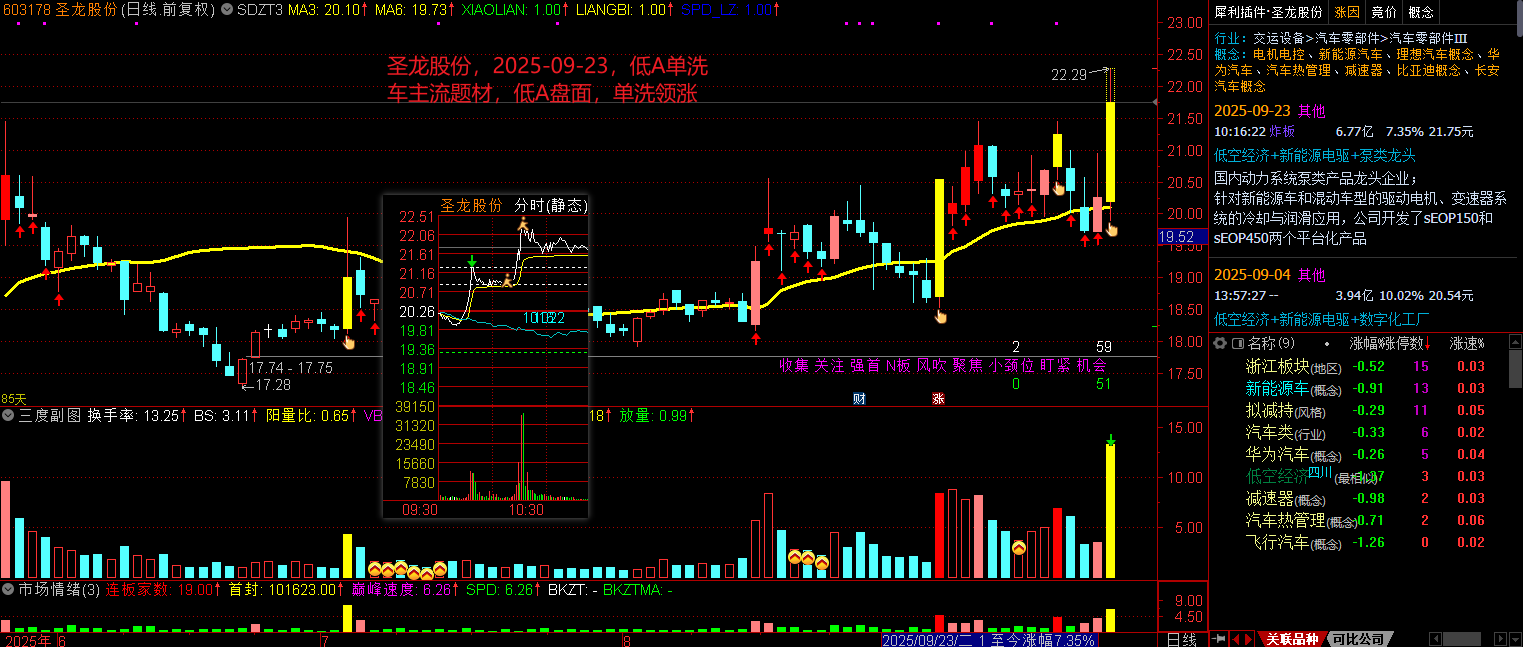 603178 圣龙股份(日线.前复权) SDZT3 MA3: 20.10↑ MA6: 19.73↑ XIAOLIAN: 1.00↑ LIANGBI: 1.00↑ SPD_LZ 1.00↑
圣龙股份，2025-09-23，低A单洗
车主流题材，低A盘面，单洗领涨
22.29
23.00
22.50
22.00
21.50
21.00
20.50
20.00
19.52
19.50
19.00
18.50
18.00
17.50
圣龙股份 分时(静态)
22.51
22.06
21.61
21.16
20.71
20.28
19.81
19.36
18.91
18.46
39150
31320
23490
15660
7830
09:30 10:30
17.74 - 17.75
17.28
2 59
收集 关注 强首 N板 风吹 聚焦 小颈位 盯紧 机会
0 51
财 涨
85天
三度副图 换手率: 13.25↑ BS: 3.11↑ 阳量比: 0.65↑ VB
18↑ 放量: 0.99↑
15.00
10.00
5.00
市场情绪(3) 连板家数: 19.00↑ 首封: 101623.00↑ 巅峰速度: 6.26↑ SPD: 6.26↑ BKZT: - BKZTMA: -
9.00
4.50
2025年 6 7 8 2025/09/23/二 1 至今涨幅7.35% 日线
犀利插件·圣龙股份 涨因 竞价 概念
行业: 交运设备>汽车零部件>汽车零部件Ⅲ
概念: 电机电控、新能源汽车、理想汽车概念、华
为汽车、汽车热管理、减速器、比亚迪概念、长安
汽车概念
2025-09-23 其他
10:16:22 炸板 6.77亿 7.35% 21.75元
低空经济+新能源电驱+泵类龙头
国内动力系统泵类产品龙头企业；
针对新能源车和混动车型的驱动电机、变速器系
统的冷却与润滑应用，公司开发了sEOP150和
sEOP450两个平台化产品
2025-09-04 其他
13:57:27 -- 3.94亿 10.02% 20.54元
低空经济+新能源电驱+数字化工厂
名称(9) • 涨幅% 涨停数↓ 涨速%
浙江板块(地区) -0.52 15 0.03
新能源车(概念) -0.91 13 0.03
拟减持(风格) -0.29 11 0.05
汽车类(行业) -0.33 6 0.02
华为汽车(概念) -0.26 5 0.04
低空经济 四川(最相似) 3 0.03
减速器(概念) -0.98 2 0.03
汽车热管理(概念) -0.71 2 0.06
飞行汽车(概念) -1.26 0 0.02
关联品种 可比公司